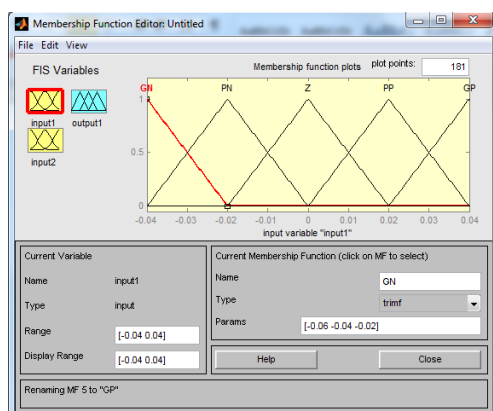 Membership Function Editor: Untitled
File Edit View
FIS Variables
input1 output1
input2
Membership function plots plot points: 181
GN PN Z PP GP
1
0.5
0
-0.04 -0.03 -0.02 -0.01 0 0.01 0.02 0.03 0.04
input variable "input1"
Current Variable
Name input1
Type input
Range [-0.04 0.04]
Display Range [-0.04 0.04]
Current Membership Function (click on MF to select)
Name GN
Type trimf
Params [-0.06 -0.04 -0.02]
Help Close
Renaming MF 5 to "GP"